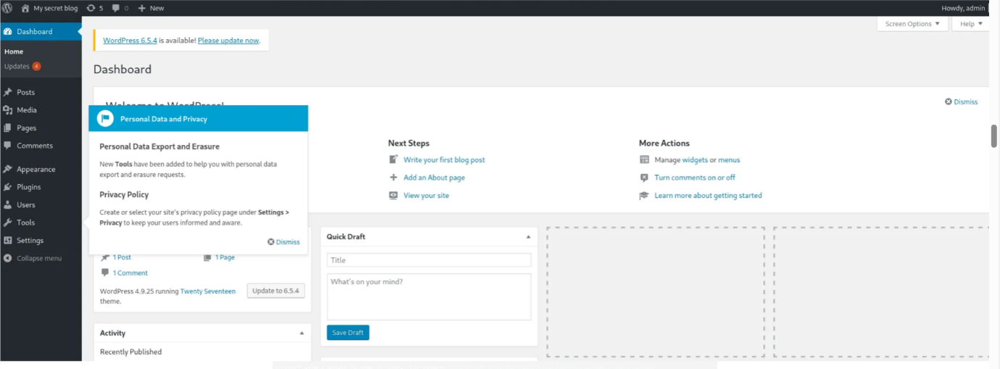 My secret blog 5 0 New Howdy, admin
Dashboard
Home
Updates 4
Posts
Media
Pages
Comments
Appearance
Plugins
Users
Tools
Settings
Collapse menu
Screen Options Help
WordPress 6.5.4 is available! Please update now.
Dashboard
Welcome to WordPress!
Dismiss
Personal Data and Privacy
Personal Data Export and Erasure
New Tools have been added to help you with personal data
export and erasure requests.
Privacy Policy
Create or select your site's privacy policy page under Settings >
Privacy to keep your users informed and aware.
Dismiss
Next Steps
Write your first blog post
Add an About page
View your site
More Actions
Manage widgets or menus
Turn comments on or off
Learn more about getting started
1 Post 1 Page
1 Comment
WordPress 4.9.25 running Twenty Seventeen
theme.
Update to 6.5.4
Activity
Recently Published
Quick Draft
Title
What's on your mind?
Save Draft